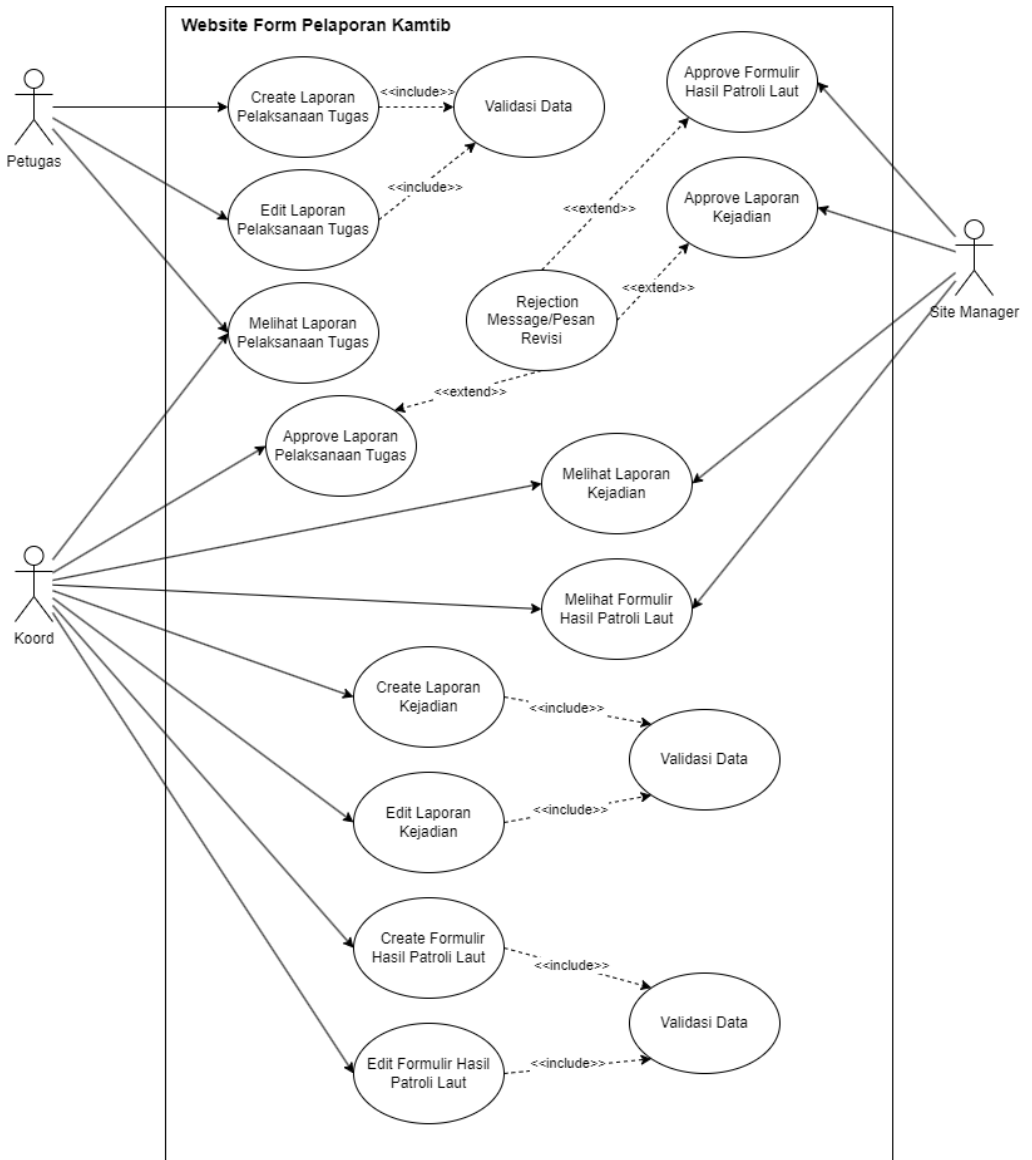 Website Form Pelaporan Kamtib
Petugas
Create Laporan
Pelaksanaan Tugas
<<include>>
Validasi Data
Approve Formulir
Hasil Patroli Laut
Edit Laporan
Pelaksanaan Tugas
<<include>>
<<extend>>
Approve Laporan
Kejadian
Site Manager
Melihat Laporan
Pelaksanaan Tugas
Rejection
Message/Pesan
Revisi
<<extend>>
<<extend>>
Approve Laporan
Pelaksanaan Tugas
Melihat Laporan
Kejadian
Koord
Melihat Formulir
Hasil Patroli Laut
Create Laporan
Kejadian
<<include>>
Validasi Data
Edit Laporan
Kejadian
<<include>>
Create Formulir
Hasil Patroli Laut
<<include>>
Validasi Data
Edit Formulir Hasil
Patroli Laut
<<include>>